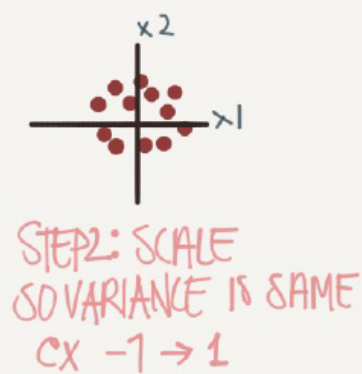 x2
x1
STEP2: SCALE
SO VARIANCE IS SAME
CX -1 → 1